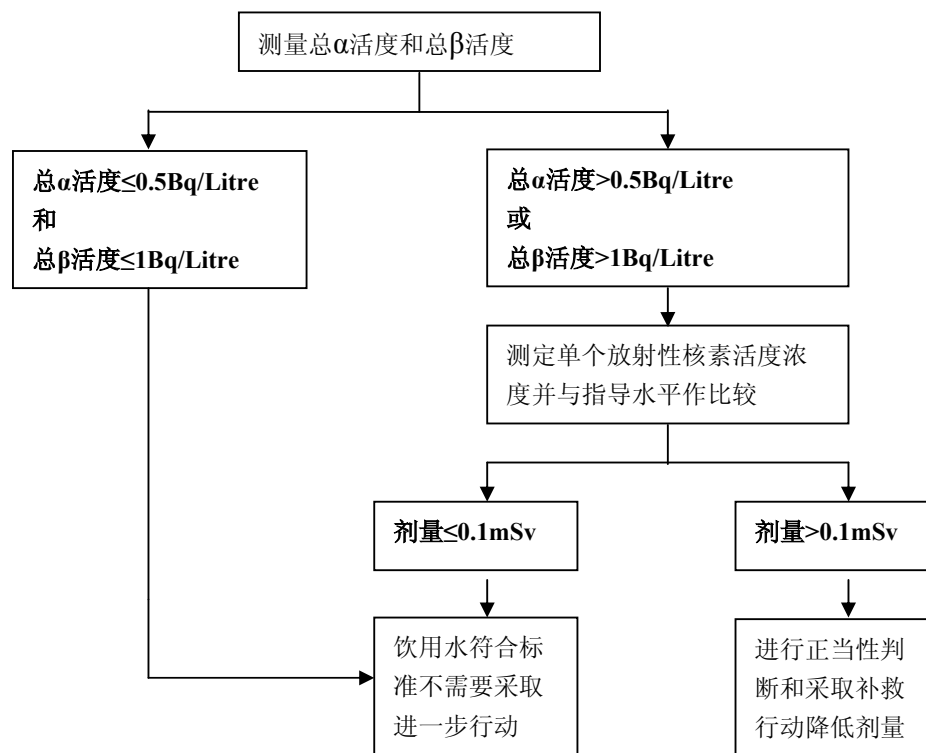 测量总α活度和总β活度
总α活度≤0.5Bq/Litre
和
总β活度≤1Bq/Litre
总α活度>0.5Bq/Litre
或
总β活度>1Bq/Litre
测定单个放射性核素活度浓
度并与指导水平作比较
剂量≤0.1mSv
剂量>0.1mSv
饮用水符合标
准不需要采取
进一步行动
进行正当性判
断和采取补救
行动降低剂量